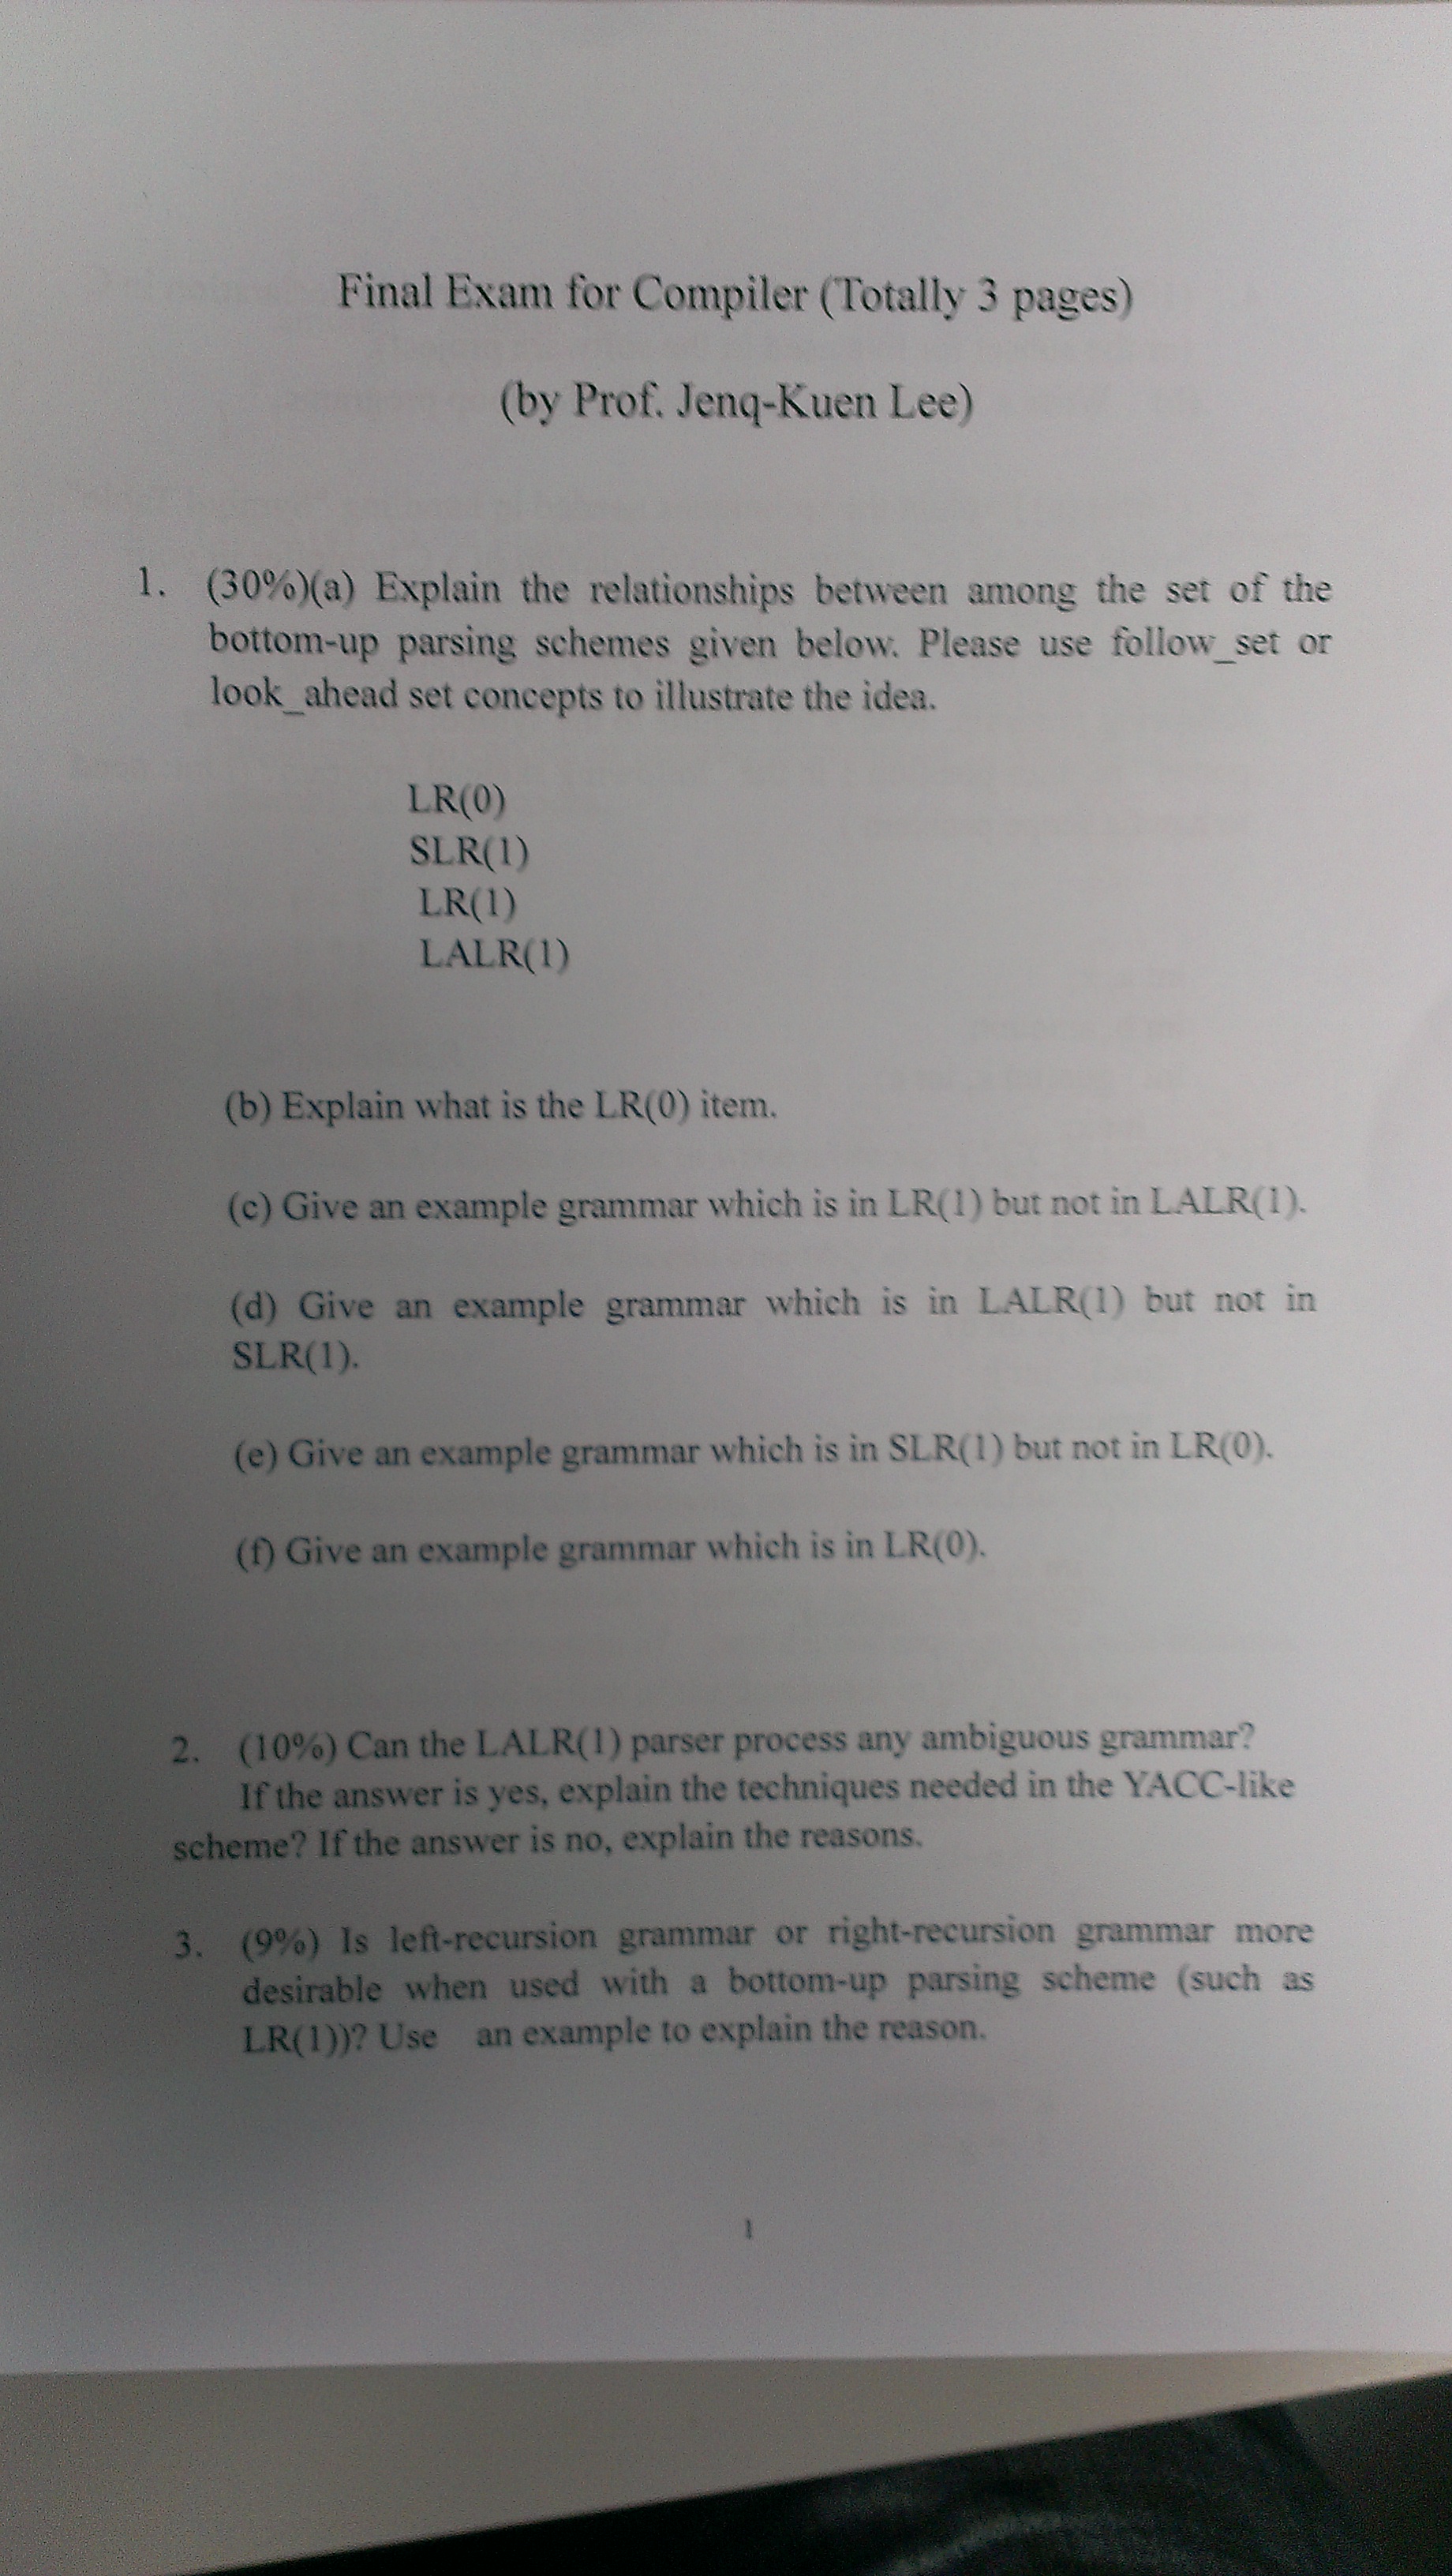 Final Exam for Compiler (Totally 3 pages)
(by Prof. Jenq-Kuen Lee)
1. (30%)(a) Explain the relationships between among the set of the
bottom-up parsing schemes given below. Please use follow_set or
look_ahead set concepts to illustrate the idea.
LR(0)
SLR(1)
LR(1)
LALR(1)
(b) Explain what is the LR(0) item.
(c) Give an example grammar which is in LR(1) but not in LALR(1).
(d) Give an example grammar which is in LALR(1) but not in
SLR(1).
(e) Give an example grammar which is in SLR(1) but not in LR(0).
(f) Give an example grammar which is in LR(0).
2. (10%) Can the LALR(1) parser process any ambiguous grammar?
If the answer is yes, explain the techniques needed in the YACC-like
scheme? If the answer is no, explain the reasons.
3. (9%) Is left-recursion grammar or right-recursion grammar more
desirable when used with a bottom-up parsing scheme (such as
LR(1))? Use an example to explain the reason.
1